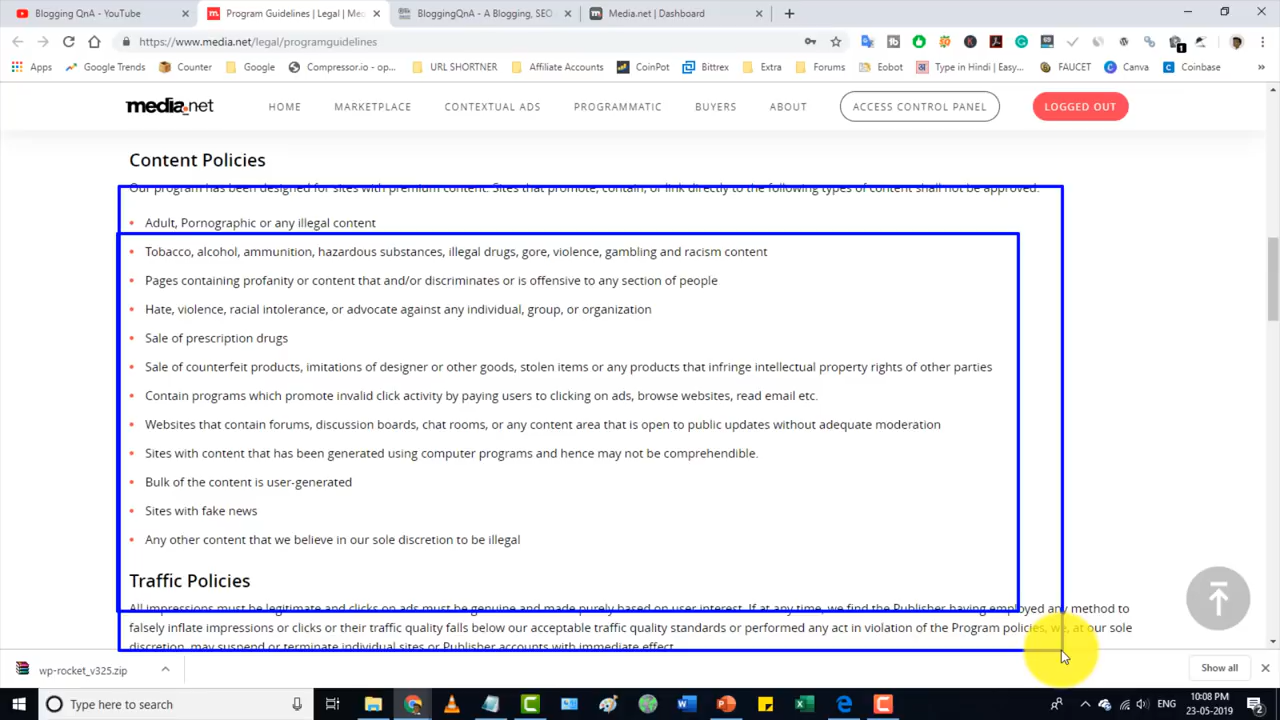 Blogging QnA - YouTube
Program Guidelines | Legal | Med
BloggingQnA - A Blogging, SEO
Media.net | Dashboard
https://www.media.net/legal/programguidelines
Apps
Google Trends
Counter
Google
Compressor.io - op...
URL SHORTNER
Affiliate Accounts
CoinPot
Bittrex
Extra
Forums
Eobot
Type in Hindi | Easy...
FAUCET
Canva
Coinbase
»
media.net
HOME
MARKETPLACE
CONTEXTUAL ADS
PROGRAMMATIC
BUYERS
ABOUT
ACCESS CONTROL PANEL
LOGGED OUT
Content Policies
Our program has been designed for sites with premium content. Sites that promote, contain, or link directly to the following types of content shall not be approved:
Adult, Pornographic or any illegal content
Tobacco, alcohol, ammunition, hazardous substances, illegal drugs, gore, violence, gambling and racism content
Pages containing profanity or content that and/or discriminates or is offensive to any section of people
Hate, violence, racial intolerance, or advocate against any individual, group, or organization
Sale of prescription drugs
Sale of counterfeit products, imitations of designer or other goods, stolen items or any products that infringe intellectual property rights of other parties
Contain programs which promote invalid click activity by paying users to clicking on ads, browse websites, read email etc.
Websites that contain forums, discussion boards, chat rooms, or any content area that is open to public updates without adequate moderation
Sites with content that has been generated using computer programs and hence may not be comprehendible.
Bulk of the content is user-generated
Sites with fake news
Any other content that we believe in our sole discretion to be illegal
Traffic Policies
All impressions must be legitimate and clicks on ads must be genuine and made purely based on user interest. If at any time, we find the Publisher having employed any method to
falsely inflate impressions or clicks or their traffic quality falls below our acceptable traffic quality standards or performed any act in violation of the Program policies, we, at our sole
discretion, may suspend or terminate individual sites or Publisher accounts with immediate effect.
wp-rocket_v325.zip
Show all
Type here to search
ENG
10:08 PM
23-05-2019